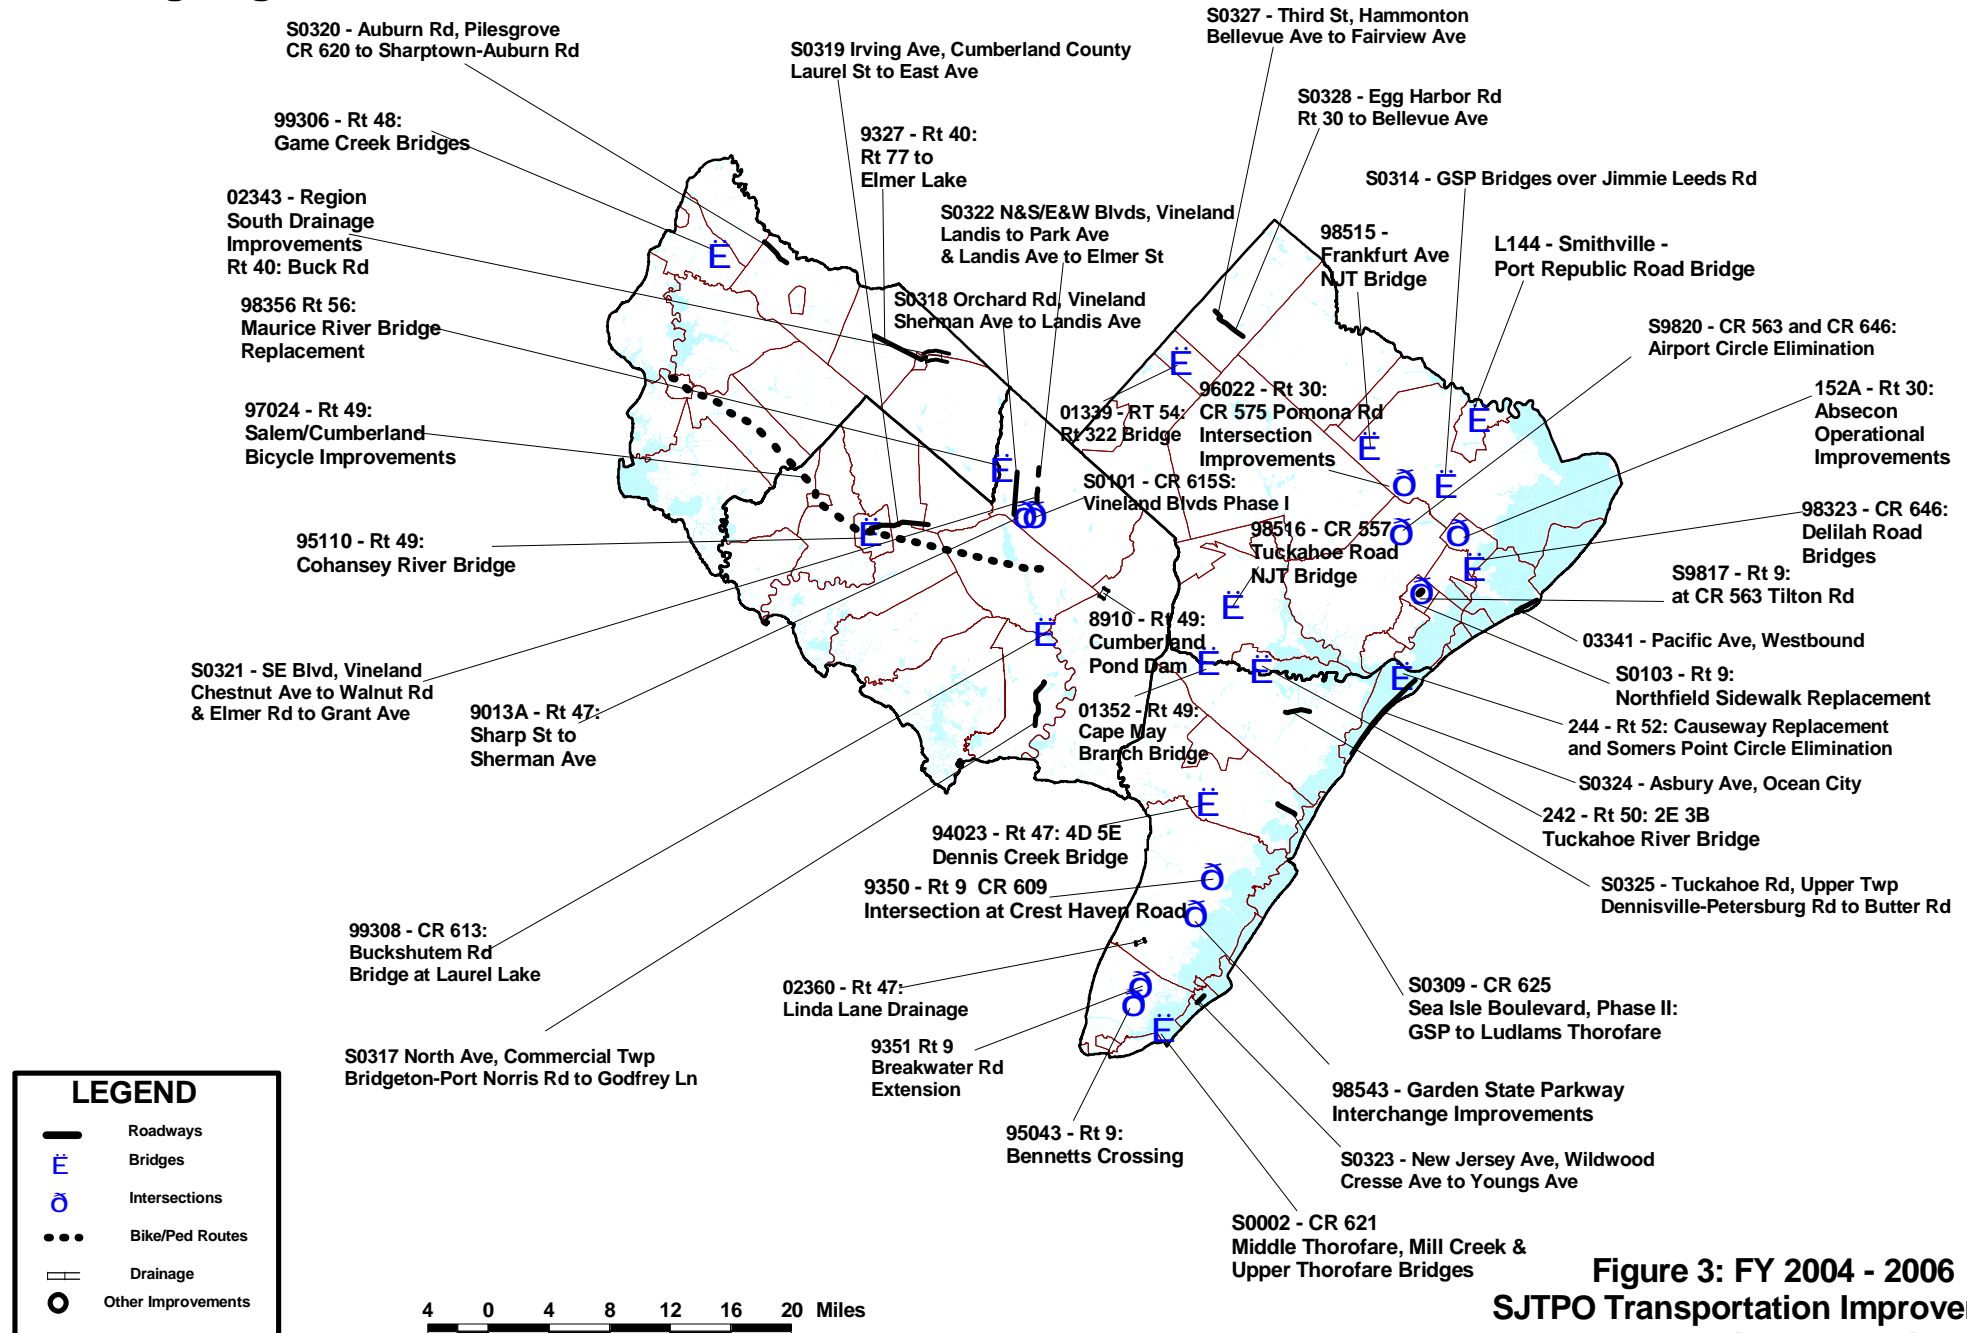 S0320 - Auburn Rd, Pilesgrove
CR 620 to Sharptown-Auburn Rd
S0319 Irving Ave, Cumberland County
Laurel St to East Ave
S0327 - Third St, Hammonton
Bellevue Ave to Fairview Ave
S0328 - Egg Harbor Rd
Rt 30 to Bellevue Ave
99306 - Rt 48:
Game Creek Bridges
9327 - Rt 40:
Rt 77 to
Elmer Lake
S0314 - GSP Bridges over Jimmie Leeds Rd
02343 - Region
South Drainage
Improvements
Rt 40: Buck Rd
S0322 N&S/E&W Blvds, Vineland
Landis to Park Ave
& Landis Ave to Elmer St
98515 -
Frankfurt Ave
NJT Bridge
L144 - Smithville -
Port Republic Road Bridge
98356 Rt 56:
Maurice River Bridge
Replacement
S0318 Orchard Rd, Vineland
Sherman Ave to Landis Ave
S9820 - CR 563 and CR 646:
Airport Circle Elimination
97024 - Rt 49:
Salem/Cumberland
Bicycle Improvements
01339 - RT 54:
Rt 322 Bridge
96022 - Rt 30:
CR 575 Pomona Rd
Intersection
Improvements
152A - Rt 30:
Absecon
Operational
Improvements
S0101 - CR 615S:
Vineland Blvds Phase I
98323 - CR 646:
Delilah Road
Bridges
95110 - Rt 49:
Cohansey River Bridge
98516 - CR 557
Tuckahoe Road
NJT Bridge
S9817 - Rt 9:
at CR 563 Tilton Rd
8910 - Rt 49:
Cumberland
Pond Dam
03341 - Pacific Ave, Westbound
S0321 - SE Blvd, Vineland
Chestnut Ave to Walnut Rd
& Elmer Rd to Grant Ave
S0103 - Rt 9:
Northfield Sidewalk Replacement
9013A - Rt 47:
Sharp St to
Sherman Ave
01352 - Rt 49:
Cape May
Branch Bridge
244 - Rt 52: Causeway Replacement
and Somers Point Circle Elimination
S0324 - Asbury Ave, Ocean City
242 - Rt 50: 2E 3B
Tuckahoe River Bridge
94023 - Rt 47: 4D 5E
Dennis Creek Bridge
9350 - Rt 9 CR 609
Intersection at Crest Haven Road
S0325 - Tuckahoe Rd, Upper Twp
Dennisville-Petersburg Rd to Butter Rd
99308 - CR 613:
Buckshutem Rd
Bridge at Laurel Lake
02360 - Rt 47:
Linda Lane Drainage
S0309 - CR 625
Sea Isle Boulevard, Phase II:
GSP to Ludlams Thorofare
S0317 North Ave, Commercial Twp
Bridgeton-Port Norris Rd to Godfrey Ln
9351 Rt 9
Breakwater Rd
Extension
98543 - Garden State Parkway
Interchange Improvements
95043 - Rt 9:
Bennetts Crossing
S0323 - New Jersey Ave, Wildwood
Cresse Ave to Youngs Ave
S0002 - CR 621
Middle Thorofare, Mill Creek &
Upper Thorofare Bridges
LEGEND
Roadways
Ë Bridges
ð Intersections
Bike/Ped Routes
Drainage
Other Improvements
4 0 4 8 12 16 20 Miles
Figure 3: FY 2004 - 2006
SJTPO Transportation